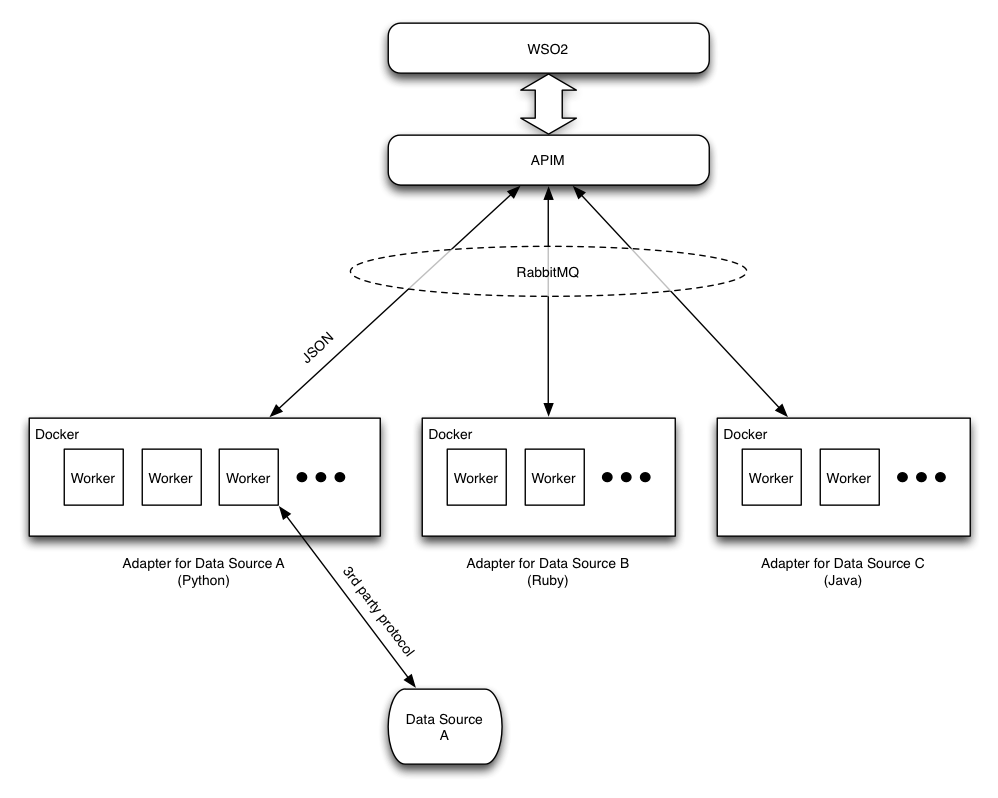 WSO2
APIM
RabbitMQ
JSON
Docker
Worker
Worker
Worker
Adapter for Data Source A
(Python)
Docker
Worker
Worker
Adapter for Data Source B
(Ruby)
Docker
Worker
Worker
Adapter for Data Source C
(Java)
3rd party protocol
Data Source
A